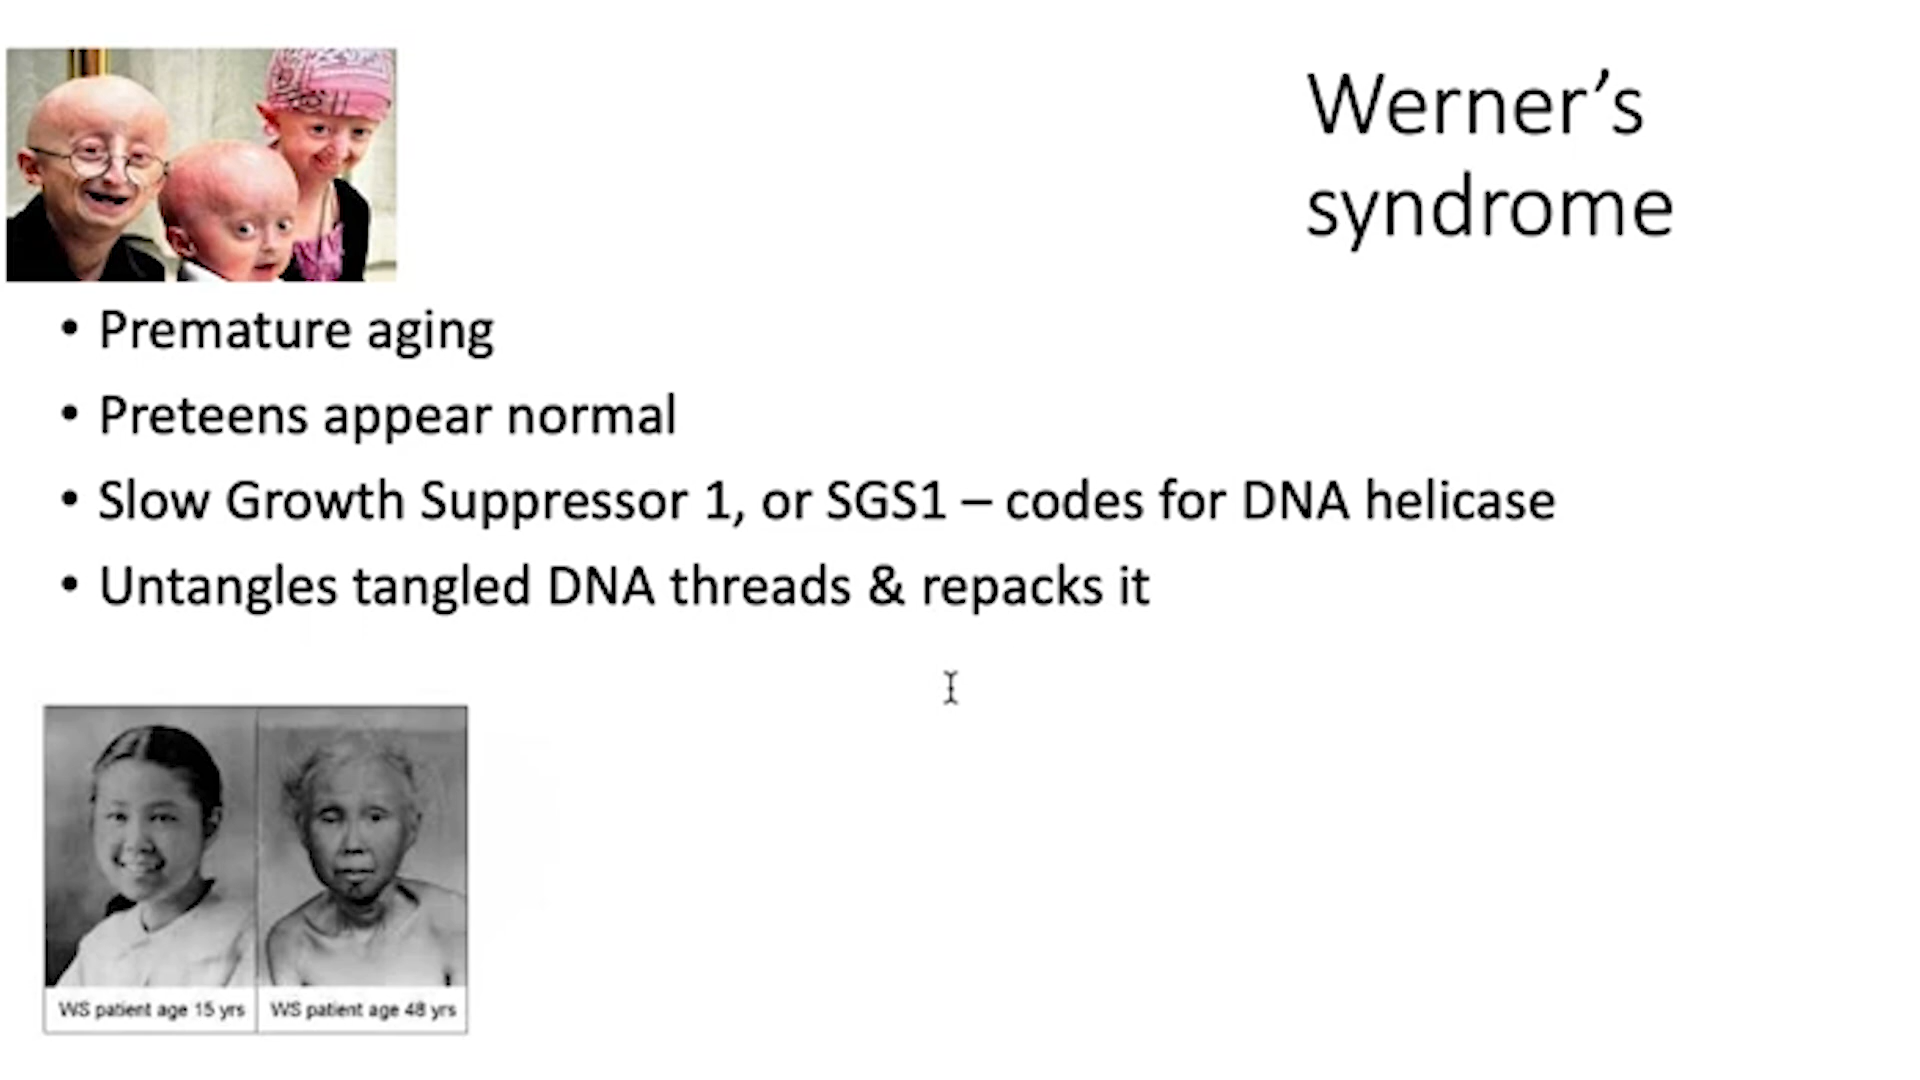 Werner’s
syndrome
• Premature aging
• Preteens appear normal
• Slow Growth Suppressor 1, or SGS1 – codes for DNA helicase
• Untangles tangled DNA threads & repacks it
WS patient age 15 yrs
WS patient age 48 yrs